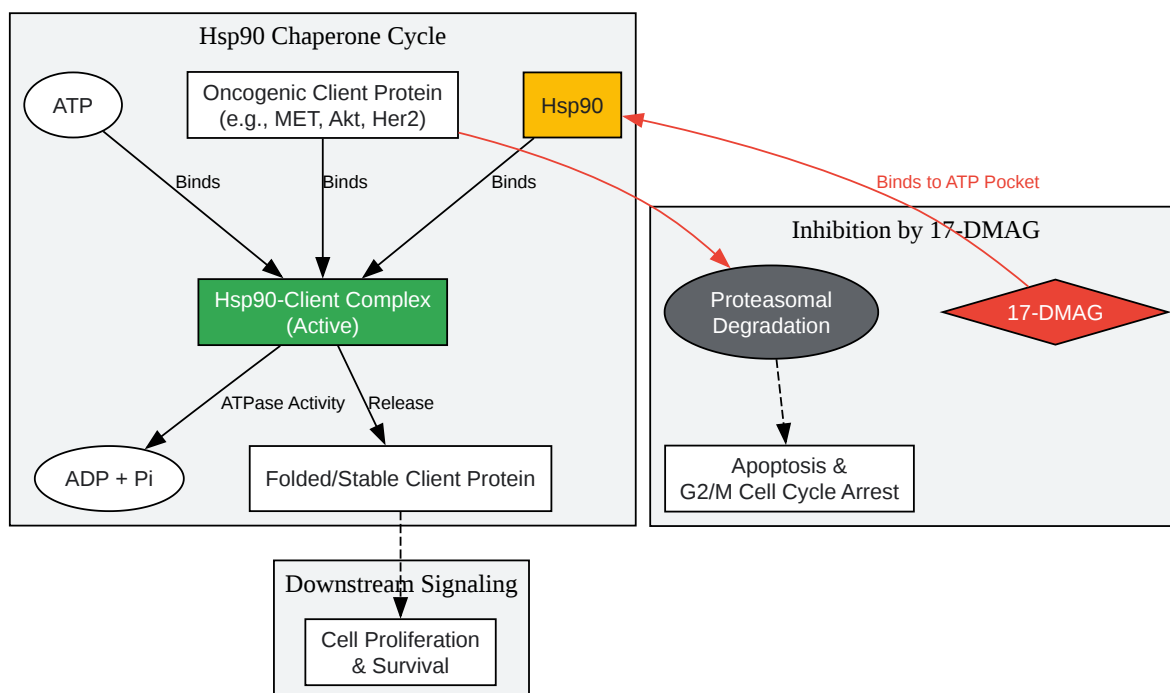 Hsp90 Chaperone Cycle
ATP
Oncogenic Client Protein
(e.g., MET, Akt, Her2)
Hsp90
Binds
Binds
Binds
Binds to ATP Pocket
Inhibition by 17-DMAG
Hsp90-Client Complex
(Active)
Proteasomal
Degradation
17-DMAG
ATPase Activity
Release
ADP + Pi
Folded/Stable Client Protein
Apoptosis &
G2/M Cell Cycle Arrest
Downstream Signaling
Cell Proliferation
& Survival